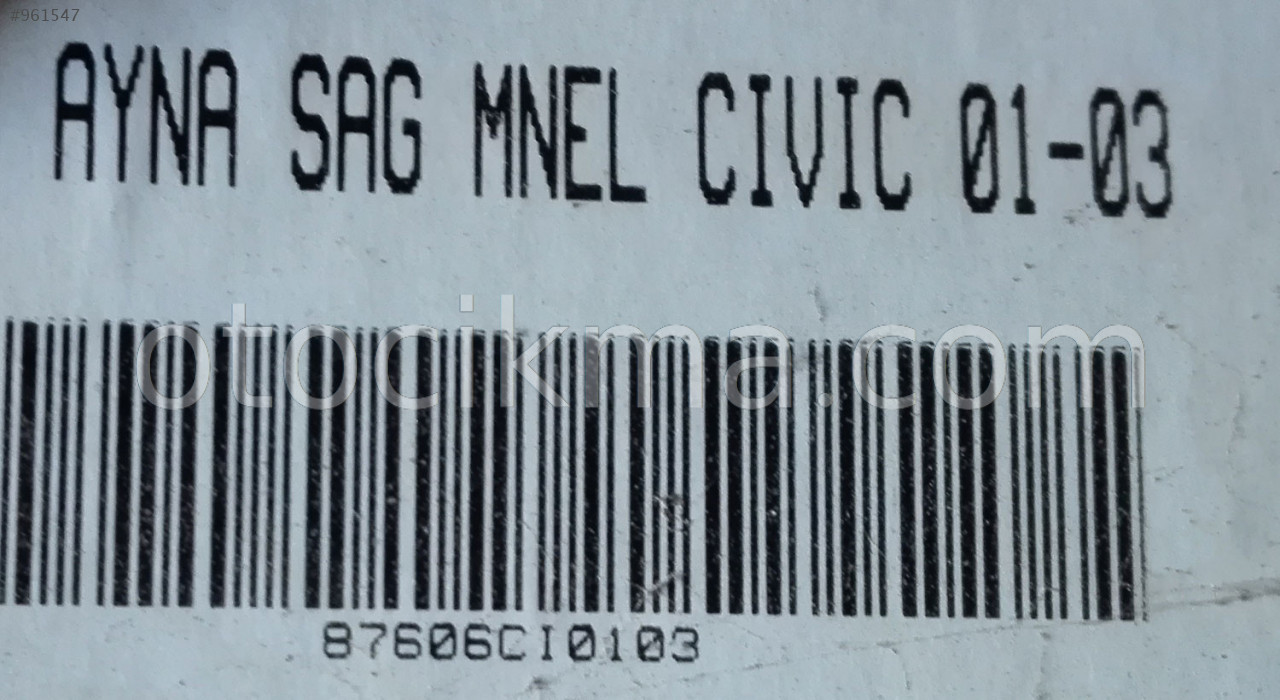 #961547
AYNA SAG MNEL CIVIC 01-03
otocikma.com
87606CI0103